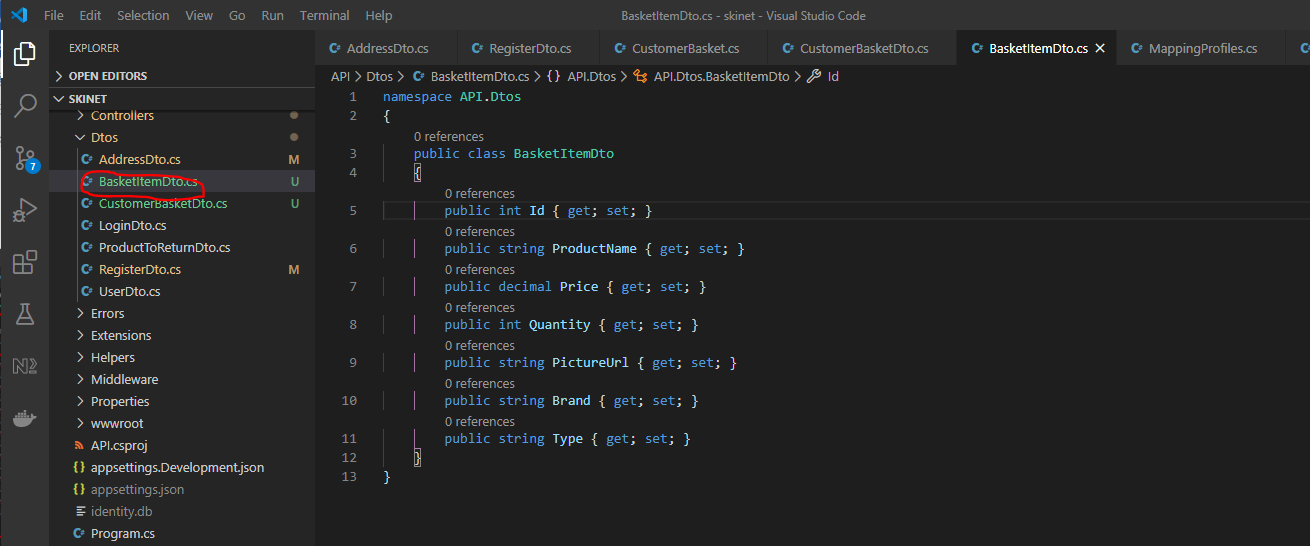 File Edit Selection View Go Run Terminal Help BasketItemDto.cs - skinet - Visual Studio Code
EXPLORER
OPEN EDITORS
SKINET
Controllers
Dtos
AddressDto.cs M
BasketItemDto.cs U
CustomerBasketDto.cs U
LoginDto.cs
ProductToReturnDto.cs
RegisterDto.cs M
UserDto.cs
Errors
Extensions
Helpers
Middleware
Properties
wwwroot
API.csproj
appsettings.Development.json
appsettings.json
identity.db
Program.cs
7
AddressDto.cs RegisterDto.cs CustomerBasket.cs CustomerBasketDto.cs BasketItemDto.cs MappingProfiles.cs
API > Dtos > BasketItemDto.cs > {} API.Dtos > API.Dtos.BasketItemDto > Id
1 namespace API.Dtos
2 {
0 references
3 public class BasketItemDto
4 {
0 references
5 public int Id { get; set; }
0 references
6 public string ProductName { get; set; }
0 references
7 public decimal Price { get; set; }
0 references
8 public int Quantity { get; set; }
0 references
9 public string PictureUrl { get; set; }
0 references
10 public string Brand { get; set; }
0 references
11 public string Type { get; set; }
12 }
13 }